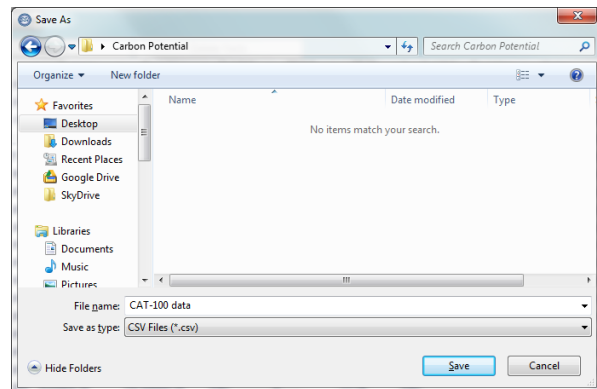 Save As
Carbon Potential
Search Carbon Potential
Organize
New folder
Name
Date modified
Type
No items match your search.
Favorites
Desktop
Downloads
Recent Places
Google Drive
SkyDrive
Libraries
Documents
Music
Pictures
File name: CAT-100 data
Save as type: CSV Files (*.csv)
Hide Folders
Save
Cancel